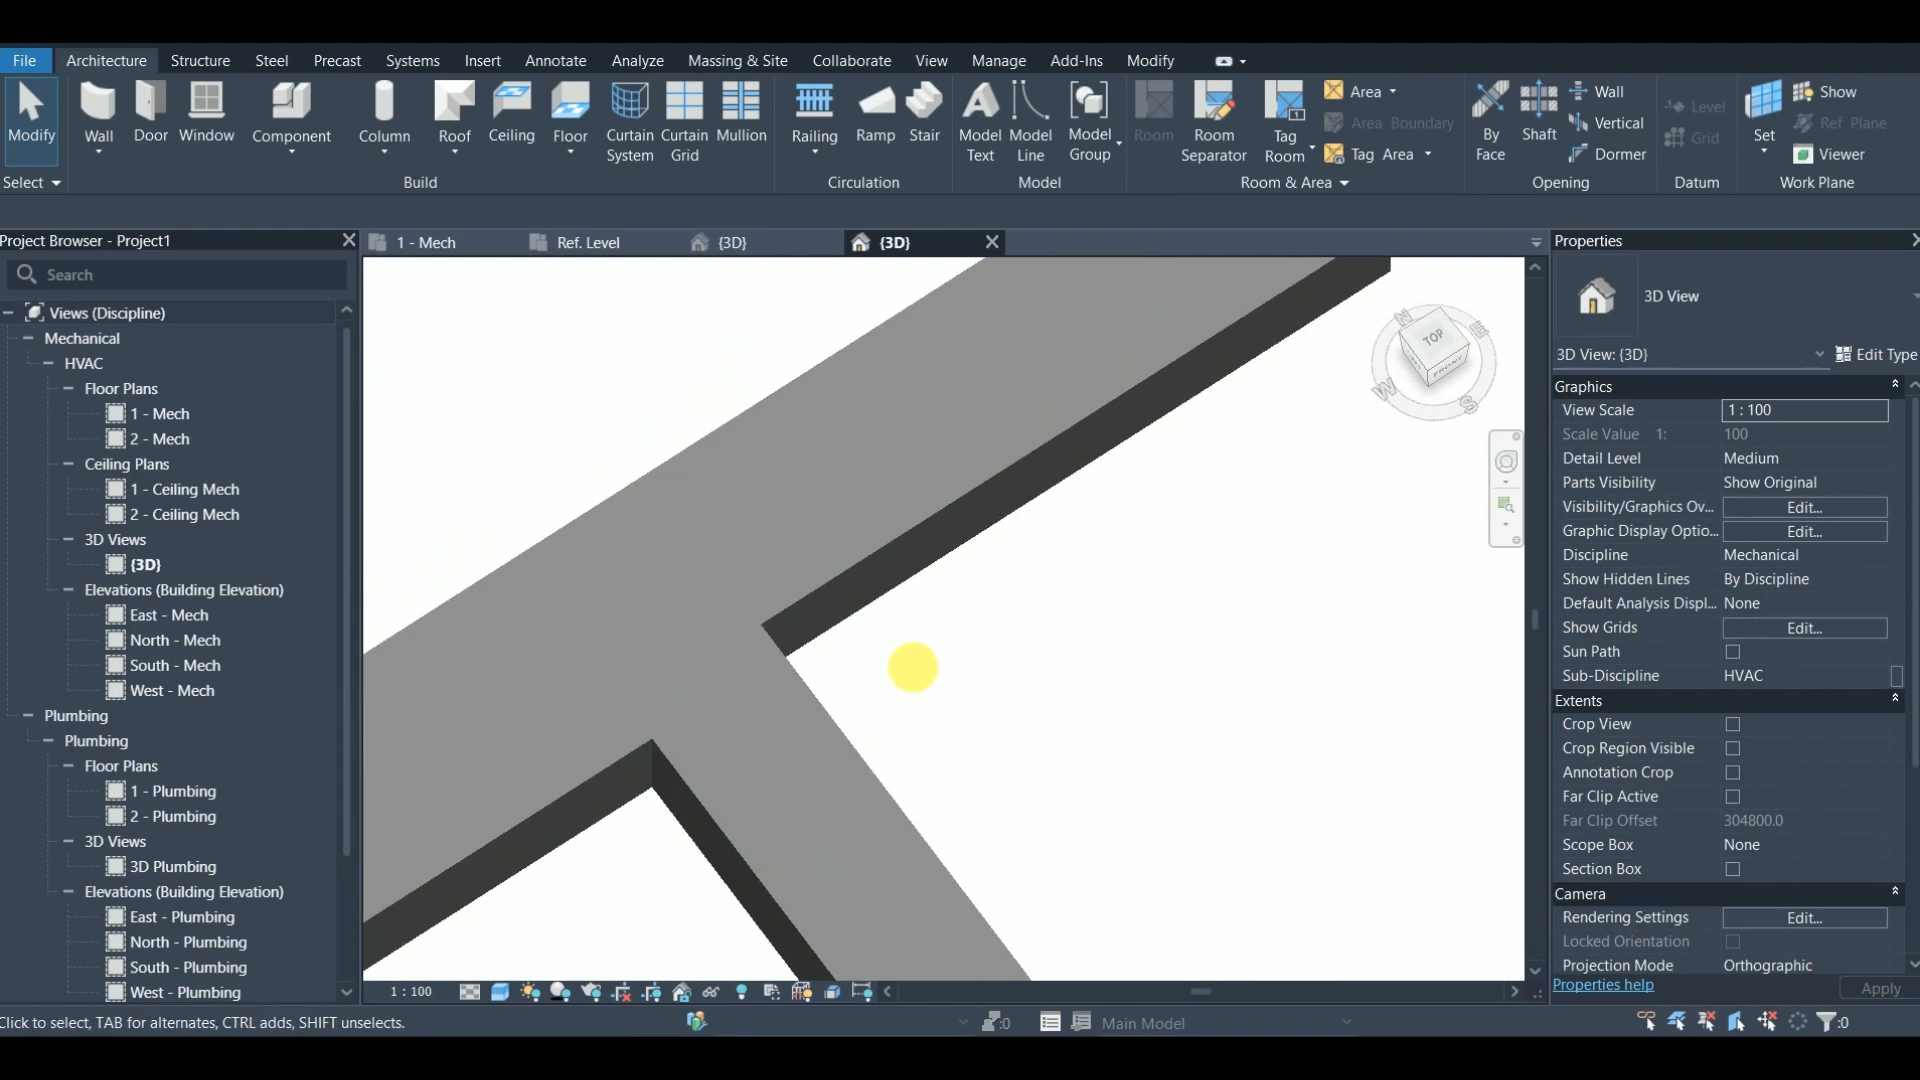 File Architecture Structure Steel Precast Systems Insert Annotate Analyze Massing & Site Collaborate View Manage Add-Ins Modify
Modify Wall Door Window Component Column Roof Ceiling Floor Curtain System Curtain Grid Mullion Railing Ramp Stair Model Text Model Line Model Group Room Room Separator Tag Room By Face Shaft Set
Area Wall Level Show
Area Boundary Vertical Grid Ref Plane
Tag Area Dormer Viewer
Select Build Circulation Model Room & Area Opening Datum Work Plane
Project Browser - Project1
1 - Mech Ref. Level {3D} {3D}
Search
Views (Discipline)
Mechanical
HVAC
Floor Plans
1 - Mech
2 - Mech
Ceiling Plans
1 - Ceiling Mech
2 - Ceiling Mech
3D Views
{3D}
Elevations (Building Elevation)
East - Mech
North - Mech
South - Mech
West - Mech
Plumbing
Plumbing
Floor Plans
1 - Plumbing
2 - Plumbing
3D Views
3D Plumbing
Elevations (Building Elevation)
East - Plumbing
North - Plumbing
South - Plumbing
West - Plumbing
N E
TOP
FRONT
W S
Properties
3D View
3D View: {3D} Edit Type
Graphics
View Scale 1 : 100
Scale Value 1: 100
Detail Level Medium
Parts Visibility Show Original
Visibility/Graphics Ov... Edit...
Graphic Display Optio... Edit...
Discipline Mechanical
Show Hidden Lines By Discipline
Default Analysis Displ... None
Show Grids Edit...
Sun Path
Sub-Discipline HVAC
Extents
Crop View
Crop Region Visible
Annotation Crop
Far Clip Active
Far Clip Offset 304800.0
Scope Box None
Section Box
Camera
Rendering Settings Edit...
Locked Orientation
Projection Mode Orthographic
Properties help Apply
1 : 100
Click to select, TAB for alternates, CTRL adds, SHIFT unselects. :0 Main Model :0